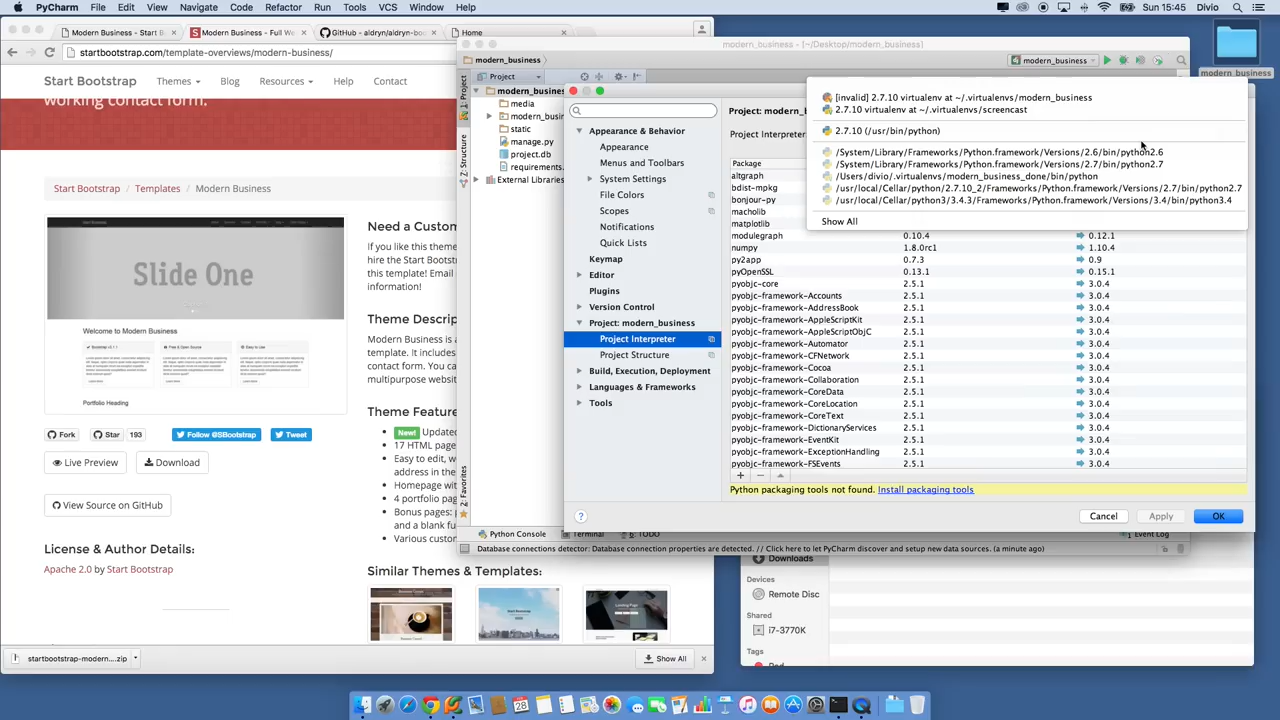 PyCharm File Edit View Navigate Code Refactor Run Tools VCS Window Help
Sun 15:45 Divio
Modern Business - Start B
Modern Business - Full We
GitHub - aldryn/aldryn-bo
Home
startbootstrap.com/template-overviews/modern-business/
Start Bootstrap Themes Blog Resources Help Contact
working contact form.
Start Bootstrap / Templates / Modern Business
Slide One
Welcome to Modern Business
Portfolio Heading
Fork Star 193 Follow @SBootstrap Tweet
Live Preview Download
View Source on GitHub
License & Author Details:
Apache 2.0 by Start Bootstrap
Need a Custom
If you like this theme
hire the Start Bootst
this template! Email
information!
Theme Descrip
Modern Business is a
template. It includes
contact form. You ca
multipurpose websit
Theme Feature
New! Updated
17 HTML page
Easy to edit, w
address in the
Homepage wit
4 portfolio pag
Bonus pages:
and a blank fu
Various custom
Similar Themes & Templates:
startbootstrap-modern....zip
Show All
modern_business - [~/Desktop/modern_business]
modern_business
modern_business
Project
1: Project
Structure
2: Favorites
modern_busines
media
modern_busin
static
manage.py
project.db
requirements.
External Libraries
Appearance & Behavior
Appearance
Menus and Toolbars
System Settings
File Colors
Scopes
Notifications
Quick Lists
Keymap
Editor
Plugins
Version Control
Project: modern_business
Project Interpreter
Project Structure
Build, Execution, Deployment
Languages & Frameworks
Tools
Project: modern_b
Project Interpreter
[invalid] 2.7.10 virtualenv at ~/.virtualenvs/modern_business
2.7.10 virtualenv at ~/.virtualenvs/screencast
2.7.10 (/usr/bin/python)
/System/Library/Frameworks/Python.framework/Versions/2.6/bin/python2.6
/System/Library/Frameworks/Python.framework/Versions/2.7/bin/python2.7
/Users/divio/.virtualenvs/modern_business_done/bin/python
/usr/local/Cellar/python/2.7.10_2/Frameworks/Python.framework/Versions/2.7/bin/python2.7
/usr/local/Cellar/python3/3.4.3/Frameworks/Python.framework/Versions/3.4/bin/python3.4
Show All
Package
altgraph
bdist-mpkg
bonjour-py
macholib
matplotlib
modulegraph 0.10.4 0.12.1
numpy 1.8.0rc1 1.10.4
py2app 0.7.3 0.9
pyOpenSSL 0.13.1 0.15.1
pyobjc-core 2.5.1 3.0.4
pyobjc-framework-Accounts 2.5.1 3.0.4
pyobjc-framework-AddressBook 2.5.1 3.0.4
pyobjc-framework-AppleScriptKit 2.5.1 3.0.4
pyobjc-framework-AppleScriptObjC 2.5.1 3.0.4
pyobjc-framework-Automator 2.5.1 3.0.4
pyobjc-framework-CFNetwork 2.5.1 3.0.4
pyobjc-framework-Cocoa 2.5.1 3.0.4
pyobjc-framework-Collaboration 2.5.1 3.0.4
pyobjc-framework-CoreData 2.5.1 3.0.4
pyobjc-framework-CoreLocation 2.5.1 3.0.4
pyobjc-framework-CoreText 2.5.1 3.0.4
pyobjc-framework-DictionaryServices 2.5.1 3.0.4
pyobjc-framework-EventKit 2.5.1 3.0.4
pyobjc-framework-ExceptionHandling 2.5.1 3.0.4
pyobjc-framework-FSEvents 2.5.1 3.0.4
Python packaging tools not found. Install packaging tools
Cancel Apply OK
Python Console Terminal 6: TODO Event Log
Database connections detector: Database connection properties are detected. // Click here to let PyCharm discover and setup new data sources. (a minute ago)
Downloads
Devices
Remote Disc
Shared
i7-3770K
Tags
Red
modern_business
28